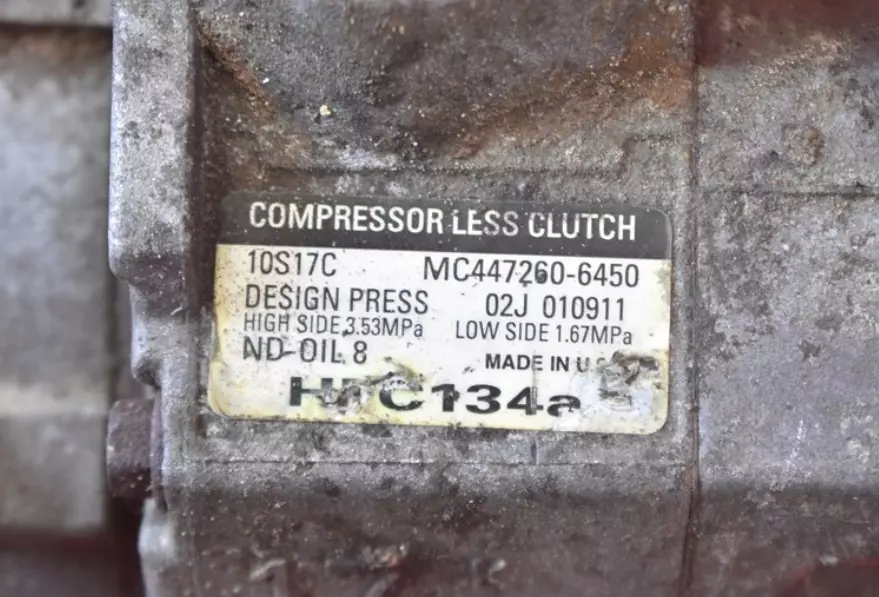 COMPRESSOR LESS CLUTCH
10S17C MC447260-6450
DESIGN PRESS 02J 010911
HIGH SIDE 3.53MPa LOW SIDE 1.67MPa
ND-OIL 8 MADE IN
HFC134a